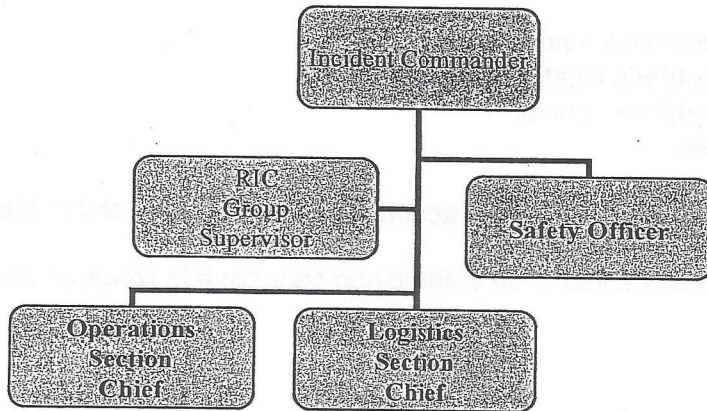 Incident Commander
RIC
Group
Supervisor
Safety Officer
Operations
Section
Chief
Logistics
Section
Chief